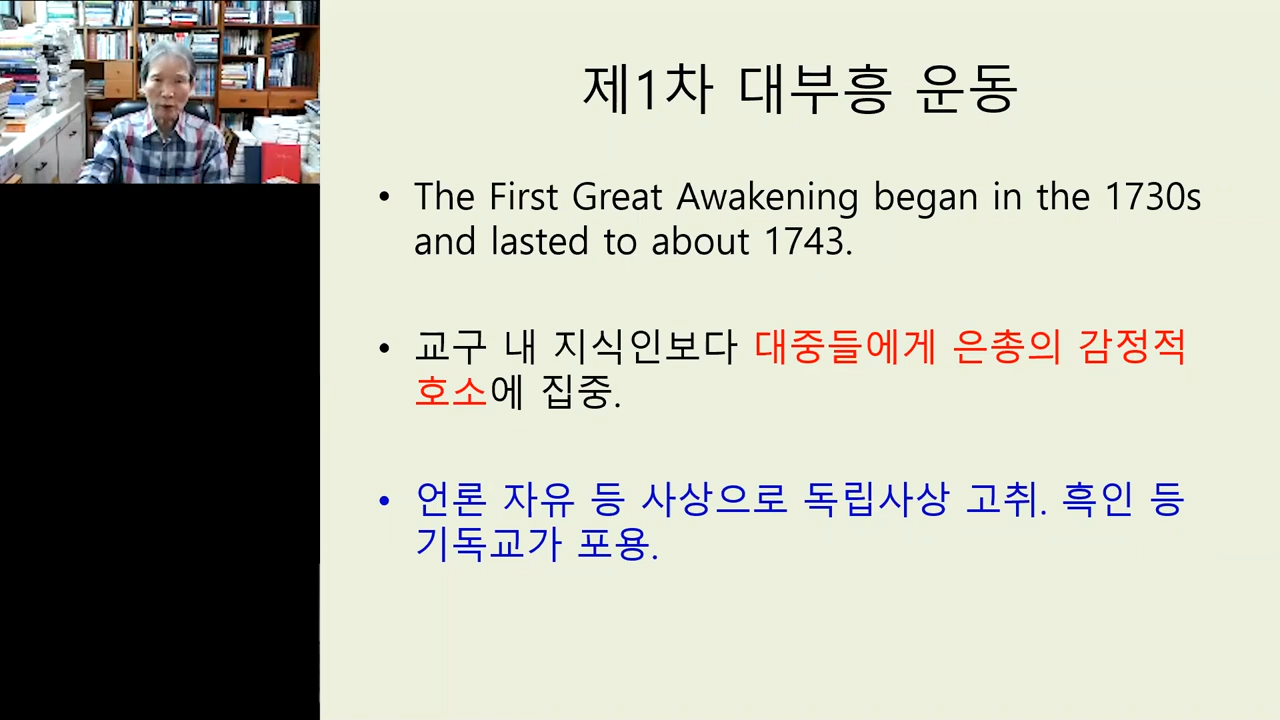 제1차 대부흥 운동
• The First Great Awakening began in the 1730s
and lasted to about 1743.
• 교구 내 지식인보다 대중들에게 은총의 감정적
호소에 집중.
• 언론 자유 등 사상으로 독립사상 고취. 흑인 등
기독교가 포용.